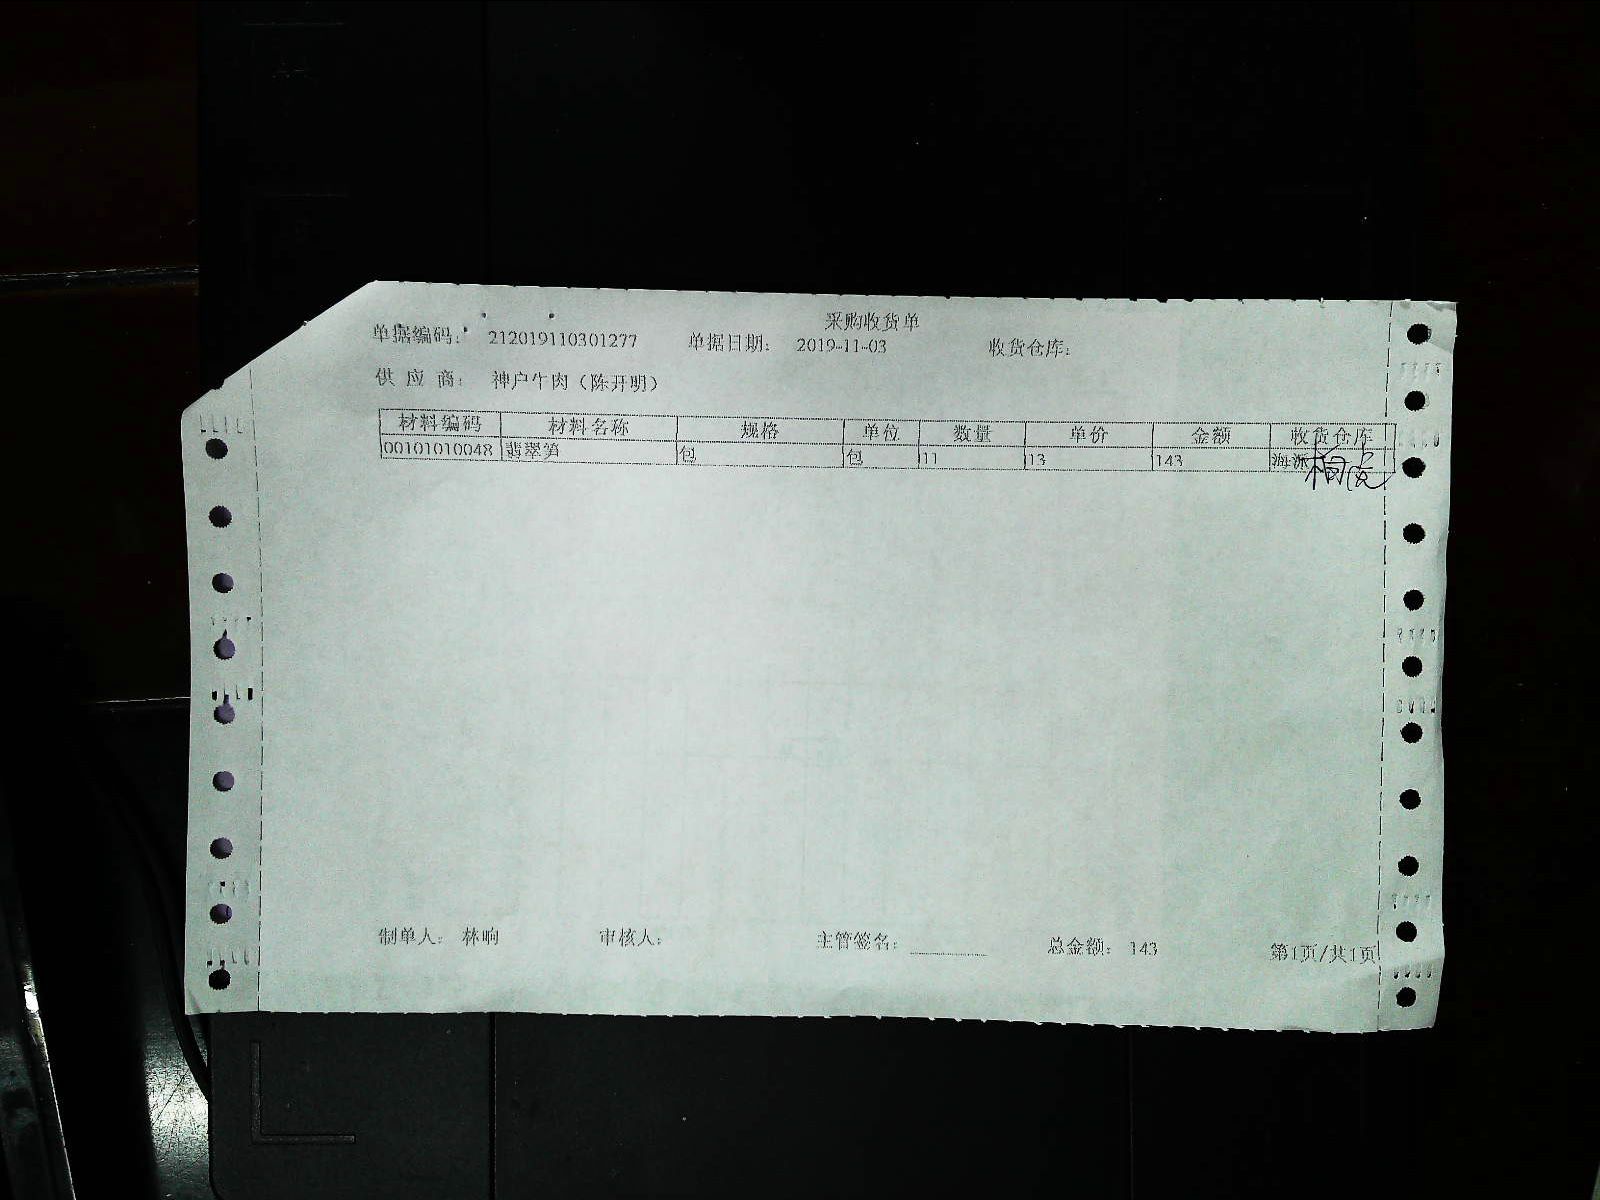 采购收货单
单据编码： 212019110301277 单据日期： 2019-11-03 收货仓库：
供 应 商： 神户牛肉（陈开明）
材料编码 材料名称 规格 单位 数量 单价 金额 收货仓库
00101010048 翡翠笋 包 包 11 13 143 海派
制单人： 林响 审核人： 主管签名： 总金额： 143 第1页/共1页